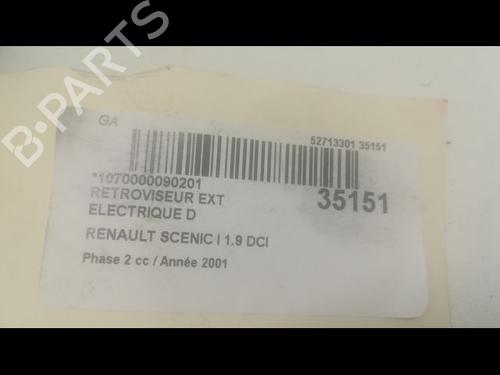 B-PARTS
GA
52713301 35151
*1070000090201
RETROVISEUR EXT
35151
ELECTRIQUE D
RENAULT SCENIC I 1.9 DCI
Phase 2 cc / Année 2001